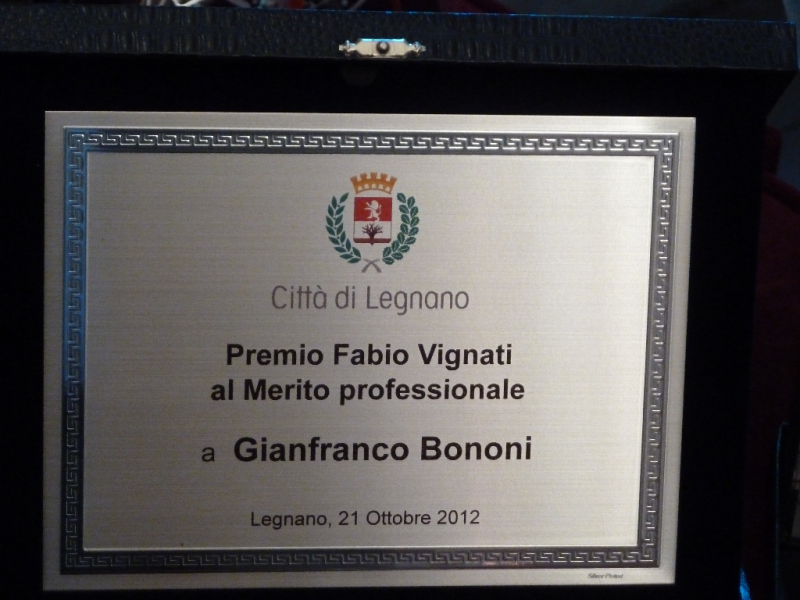 Città di Legnano
Premio Fabio Vignati
al Merito professionale
a Gianfranco Bononi
Legnano, 21 Ottobre 2012